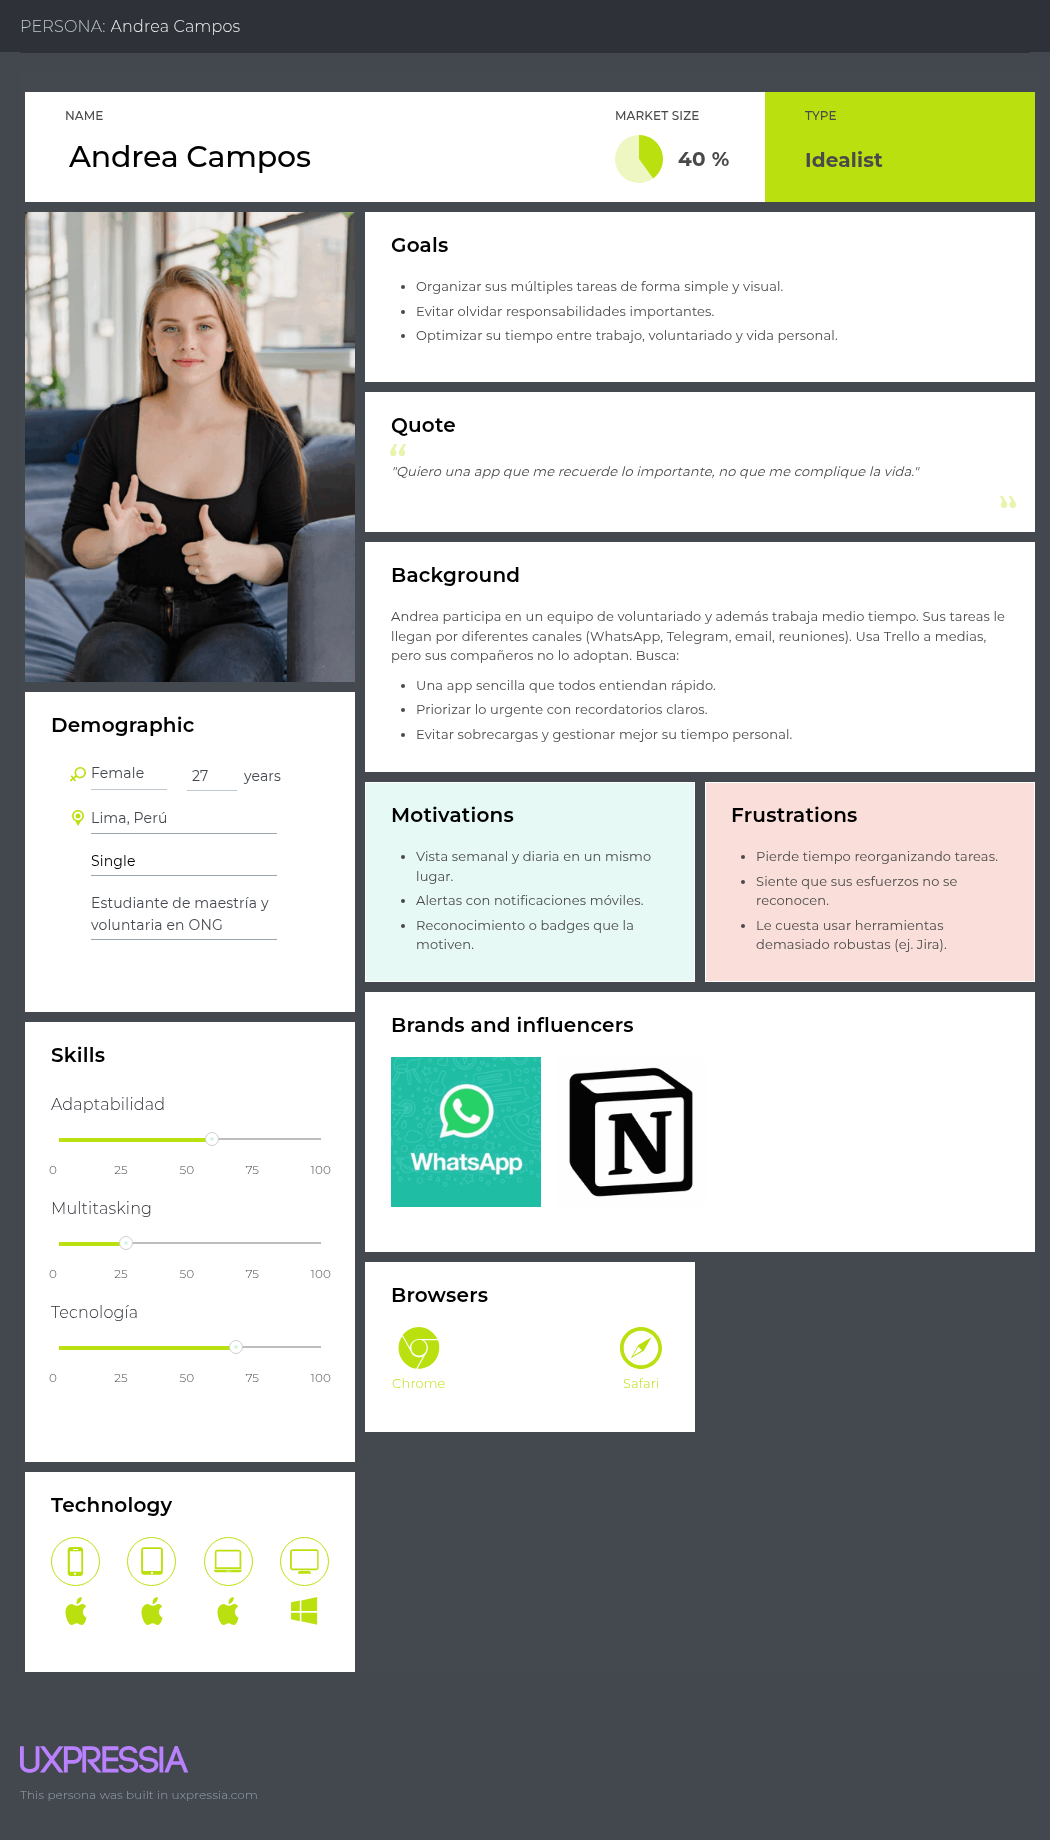 PERSONA: Andrea Campos
NAME
Andrea Campos
MARKET SIZE
40 %
TYPE
Idealist
Goals
Organizar sus múltiples tareas de forma simple y visual.
Evitar olvidar responsabilidades importantes.
Optimizar su tiempo entre trabajo, voluntariado y vida personal.
Quote
"Quiero una app que me recuerde lo importante, no que me complique la vida."
Background
Andrea participa en un equipo de voluntariado y además trabaja medio tiempo. Sus tareas le
llegan por diferentes canales (WhatsApp, Telegram, email, reuniones). Usa Trello a medias,
pero sus compañeros no lo adoptan. Busca:
Una app sencilla que todos entiendan rápido.
Priorizar lo urgente con recordatorios claros.
Evitar sobrecargas y gestionar mejor su tiempo personal.
Demographic
Female 27 years
Lima, Perú
Single
Estudiante de maestría y
voluntaria en ONG
Motivations
Vista semanal y diaria en un mismo
lugar.
Alertas con notificaciones móviles.
Reconocimiento o badges que la
motiven.
Frustrations
Pierde tiempo reorganizando tareas.
Siente que sus esfuerzos no se
reconocen.
Le cuesta usar herramientas
demasiado robustas (ej. Jira).
Skills
Adaptabilidad
0 25 50 75 100
Multitasking
0 25 50 75 100
Tecnología
0 25 50 75 100
Brands and influencers
WhatsApp
N
Browsers
Chrome
Safari
Technology
UXPRESSIA
This persona was built in uxpressia.com